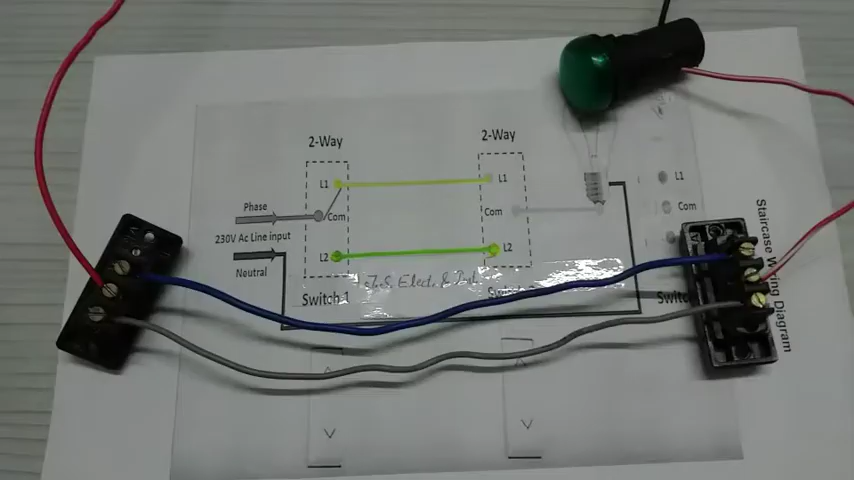 2-Way
2-Way
L1
L1
L1
Phase
Com
Com
Com
230V Ac Line input
L2
L2
Neutral
Switch 1
Staircase Wiring Diagram